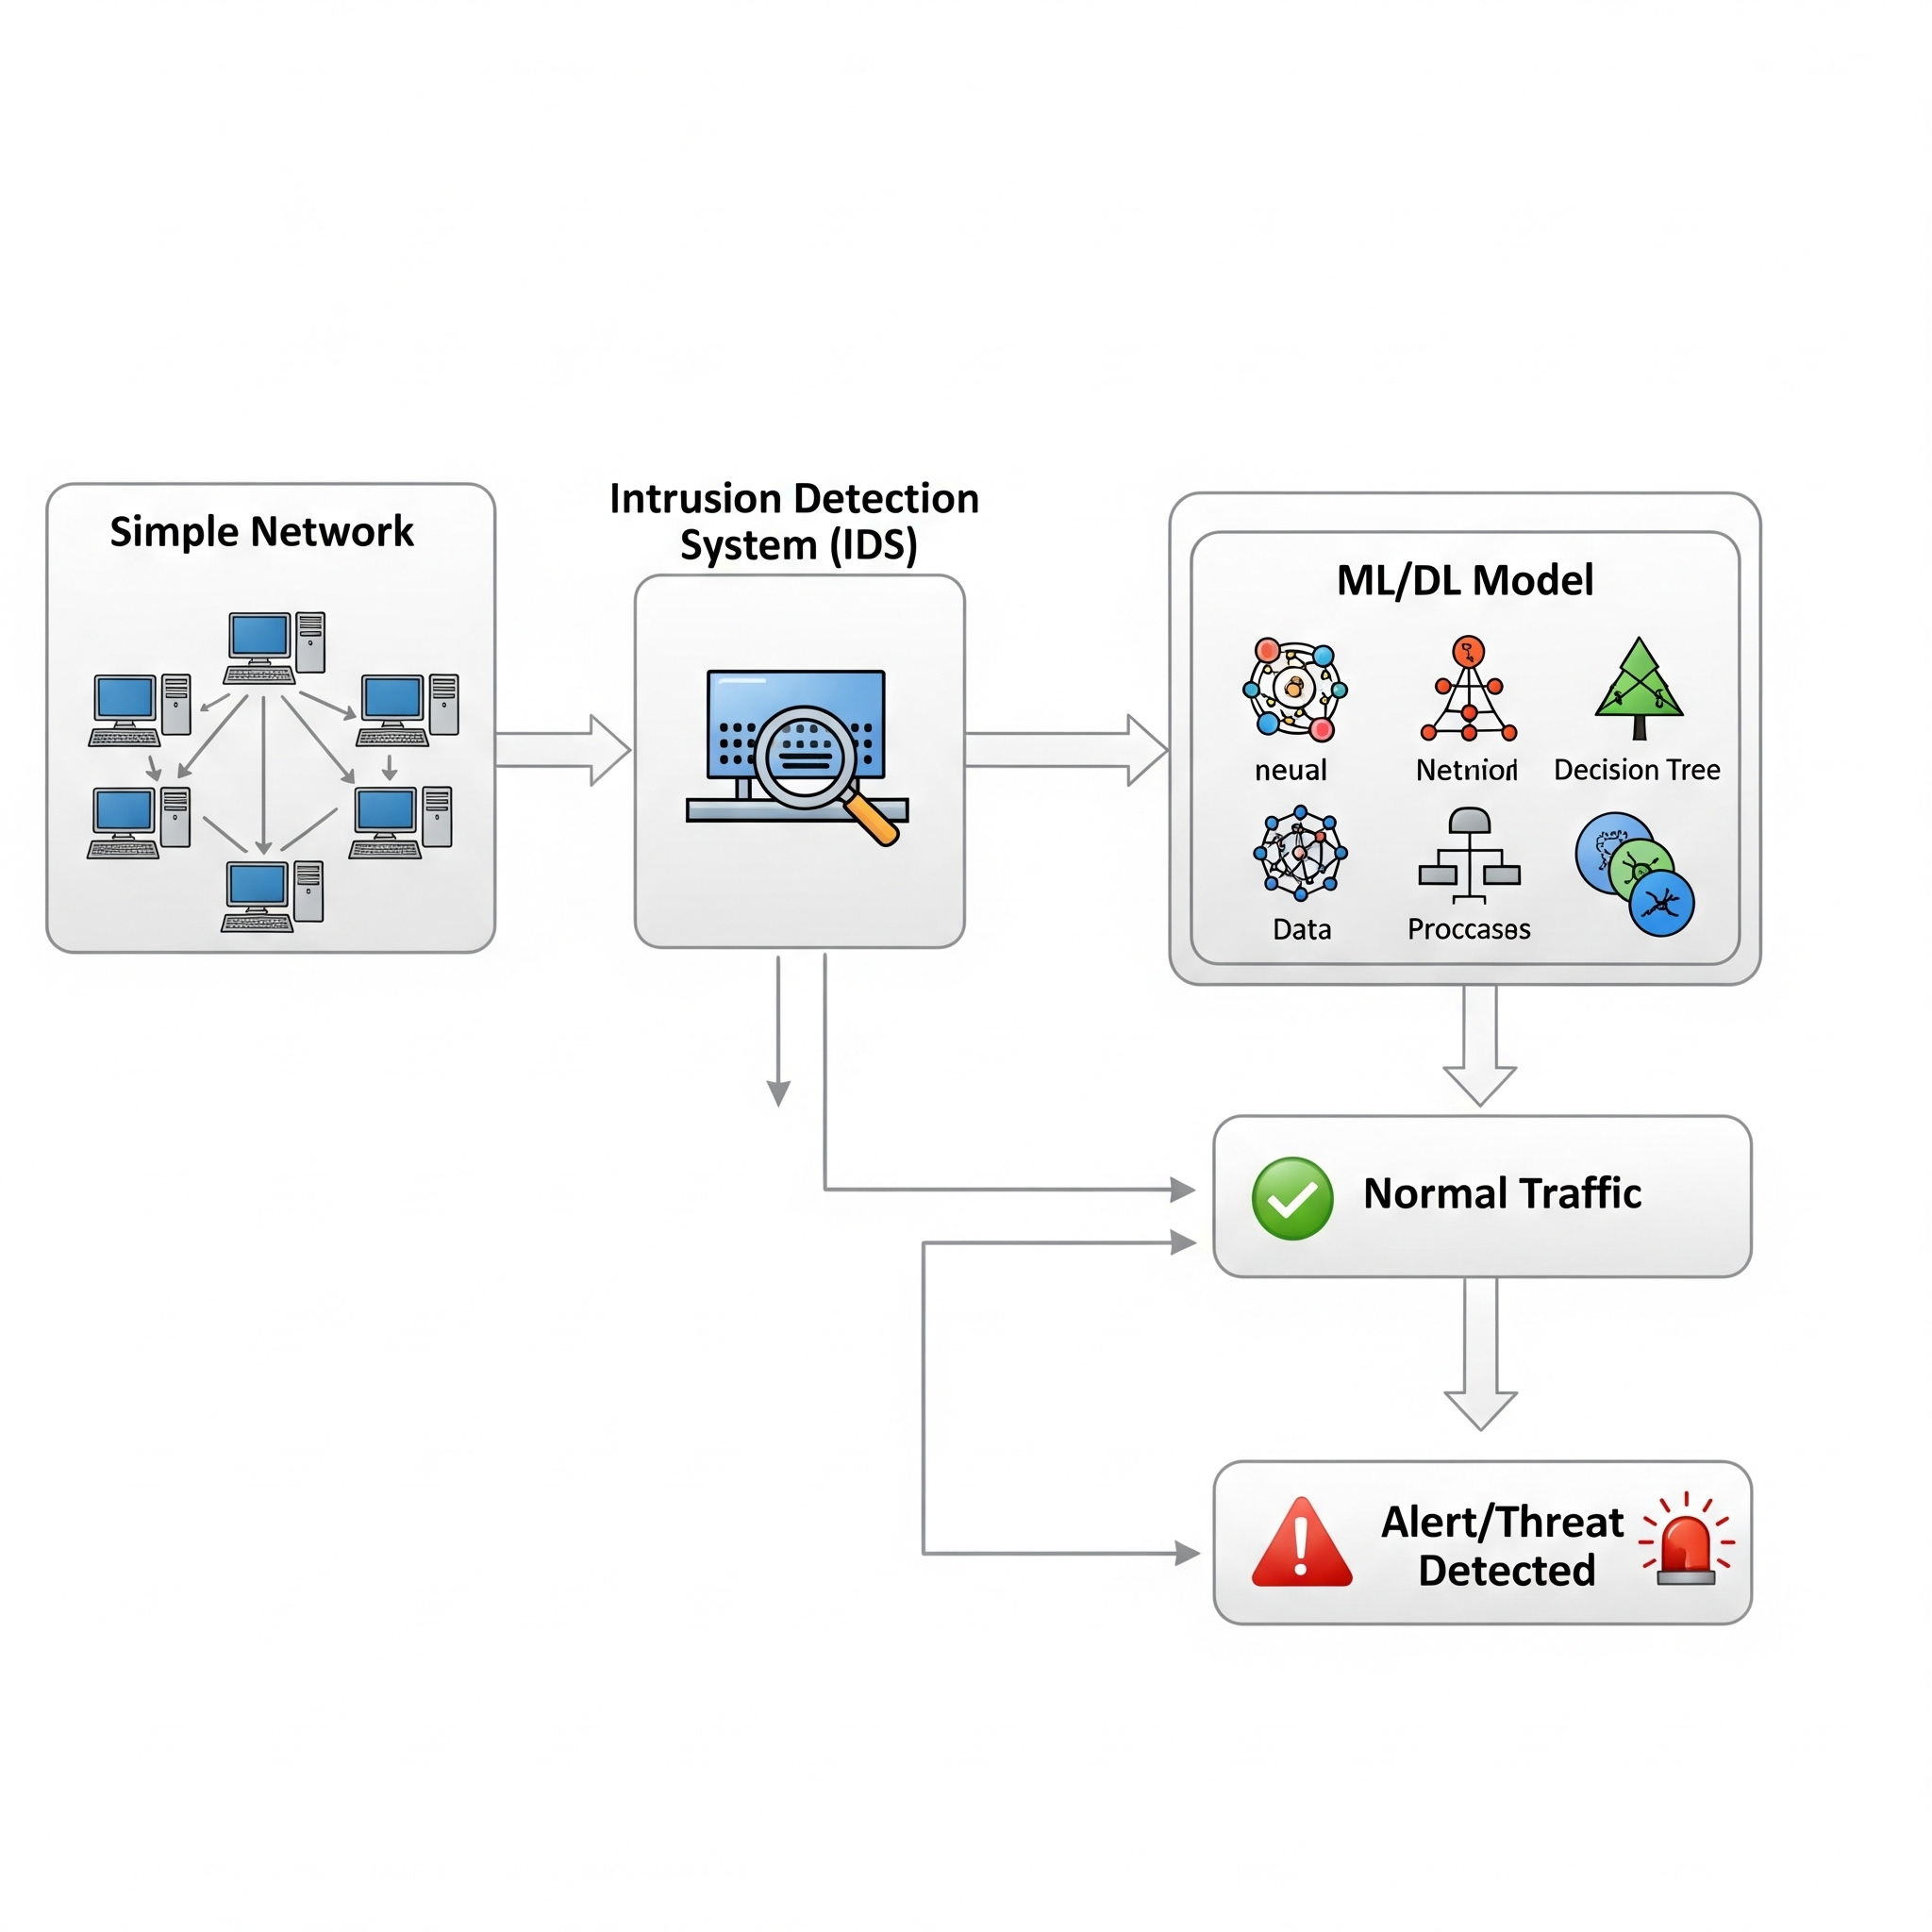 Simple Network
Intrusion Detection
System (IDS)
ML/DL Model
neual
Decision Tree
Data
Proccases
Normal Traffic
Alert/Threat
Detected